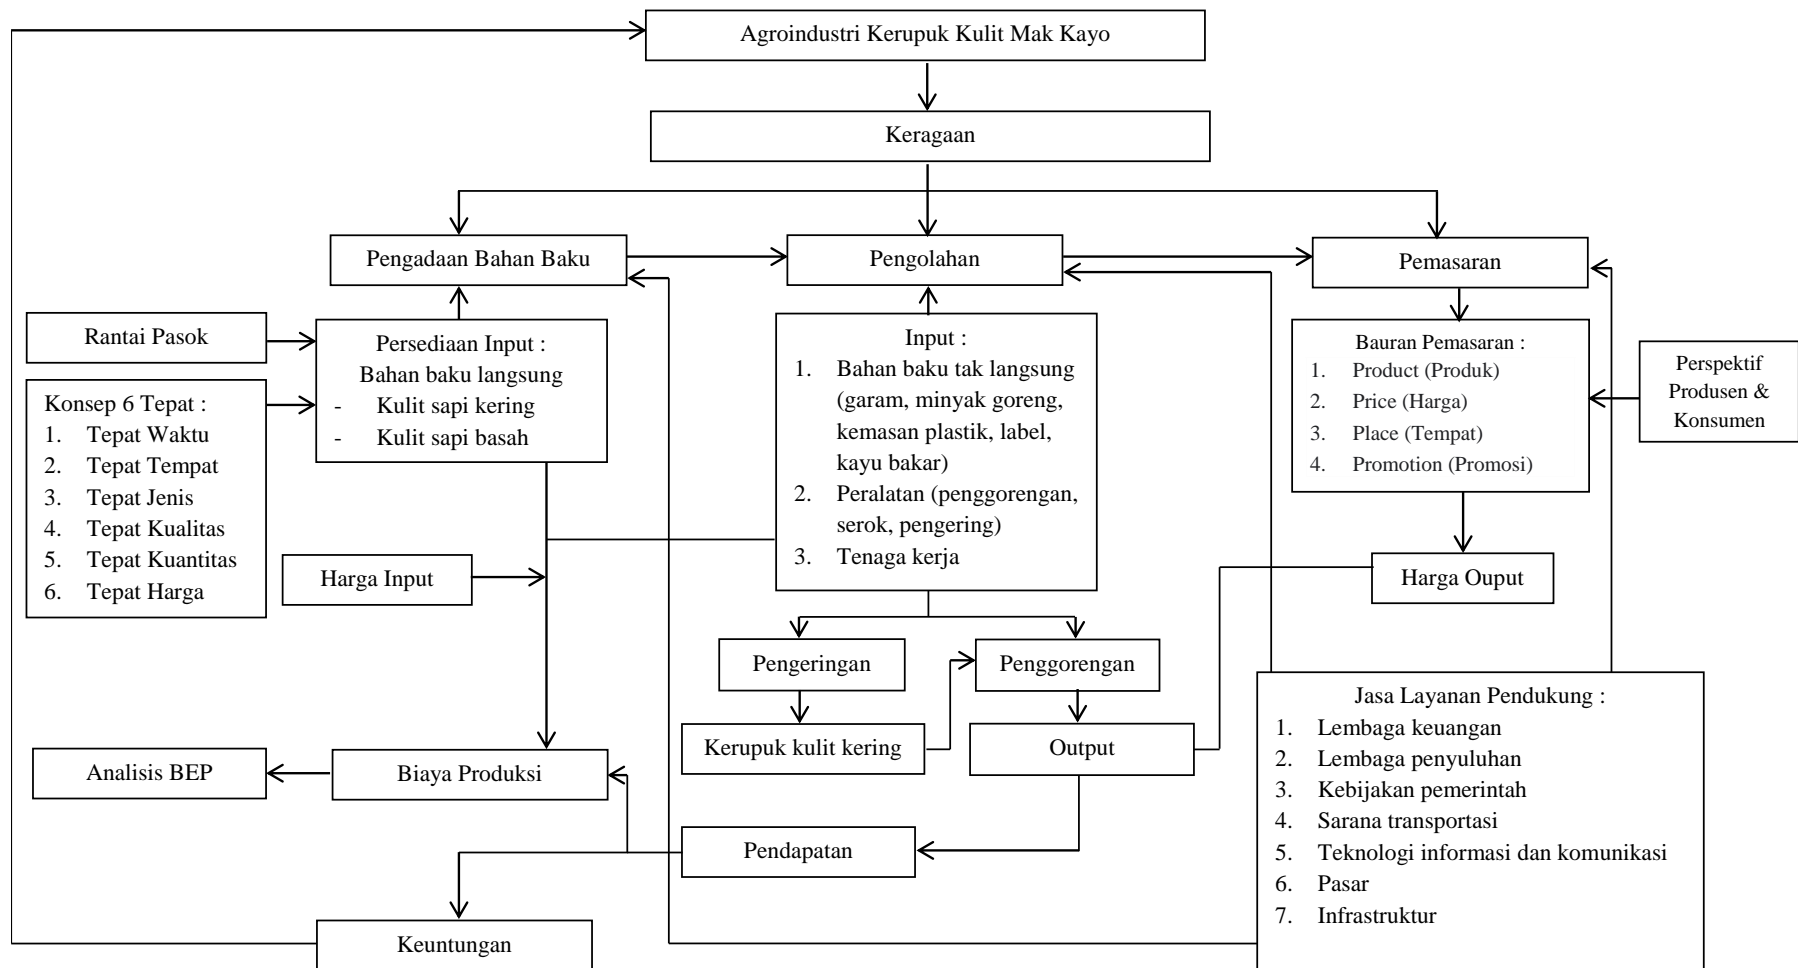 Agroindustri Kerupuk Kulit Mak Kayo
Keragaan
Pengadaan Bahan Baku
Pengolahan
Pemasaran
Rantai Pasok
Persediaan Input :
Bahan baku langsung
- Kulit sapi kering
- Kulit sapi basah
Konsep 6 Tepat :
1. Tepat Waktu
2. Tepat Tempat
3. Tepat Jenis
4. Tepat Kualitas
5. Tepat Kuantitas
6. Tepat Harga
Input :
1. Bahan baku tak langsung
(garam, minyak goreng,
kemasan plastik, label,
kayu bakar)
2. Peralatan (penggorengan,
serok, pengering)
3. Tenaga kerja
Bauran Pemasaran :
1. Product (Produk)
2. Price (Harga)
3. Place (Tempat)
4. Promotion (Promosi)
Perspektif
Produsen &
Konsumen
Harga Input
Harga Ouput
Pengeringan
Penggorengan
Kerupuk kulit kering
Output
Analisis BEP
Biaya Produksi
Pendapatan
Keuntungan
Jasa Layanan Pendukung :
1. Lembaga keuangan
2. Lembaga penyuluhan
3. Kebijakan pemerintah
4. Sarana transportasi
5. Teknologi informasi dan komunikasi
6. Pasar
7. Infrastruktur